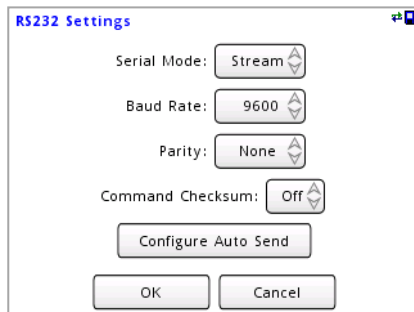 RS232 Settings
Serial Mode: Stream
Baud Rate: 9600
Parity: None
Command Checksum: Off
Configure Auto Send
OK Cancel